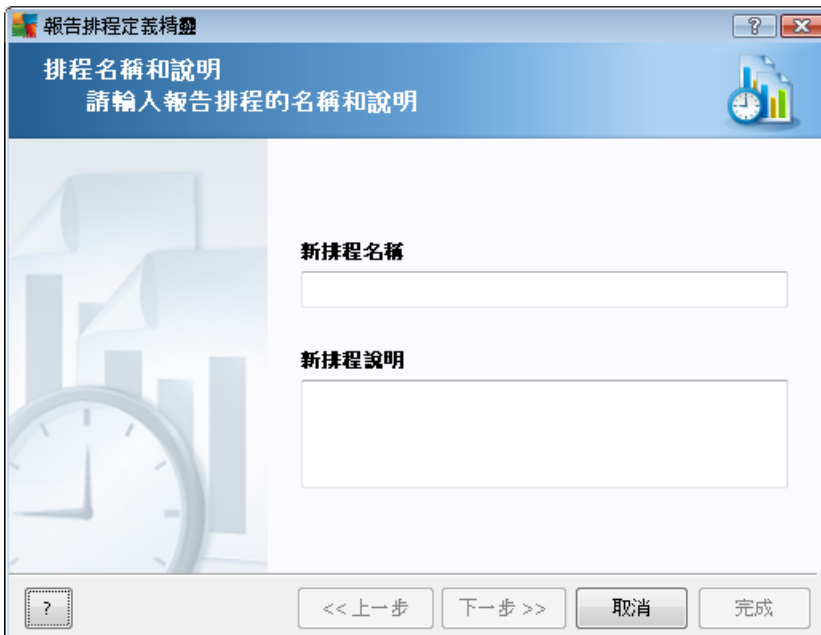 報告排程定義精靈
?
排程名稱和說明
請輸入報告排程的名稱和說明
新排程名稱
新排程說明
?
<< 上一步
下一步 >>
取消
完成